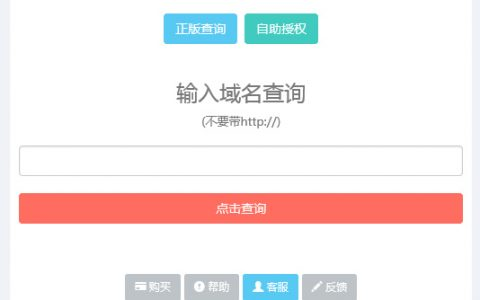 正版查询 自助授权
输入域名查询
(不要带http://)
点击查询
购买 帮助 客服 反馈